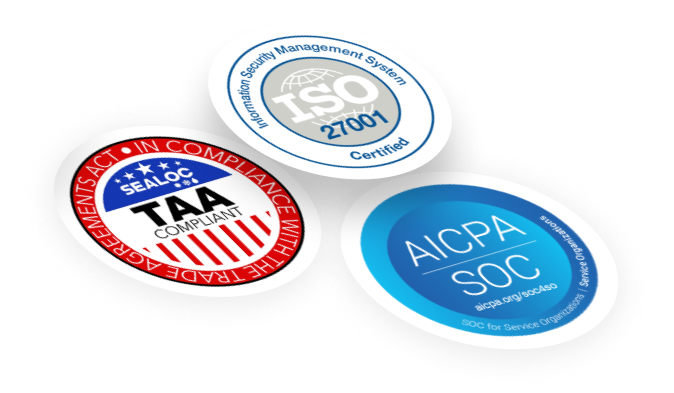 Information Security Management System
ISO
27001
Certified
IN COMPLIANCE WITH THE TRADE AGREEMENTS ACT •
SEALOC
TAA
COMPLIANT
AICPA
SOC
aicpa.org/soc4so
SOC for Service Organizations | Service Organizations